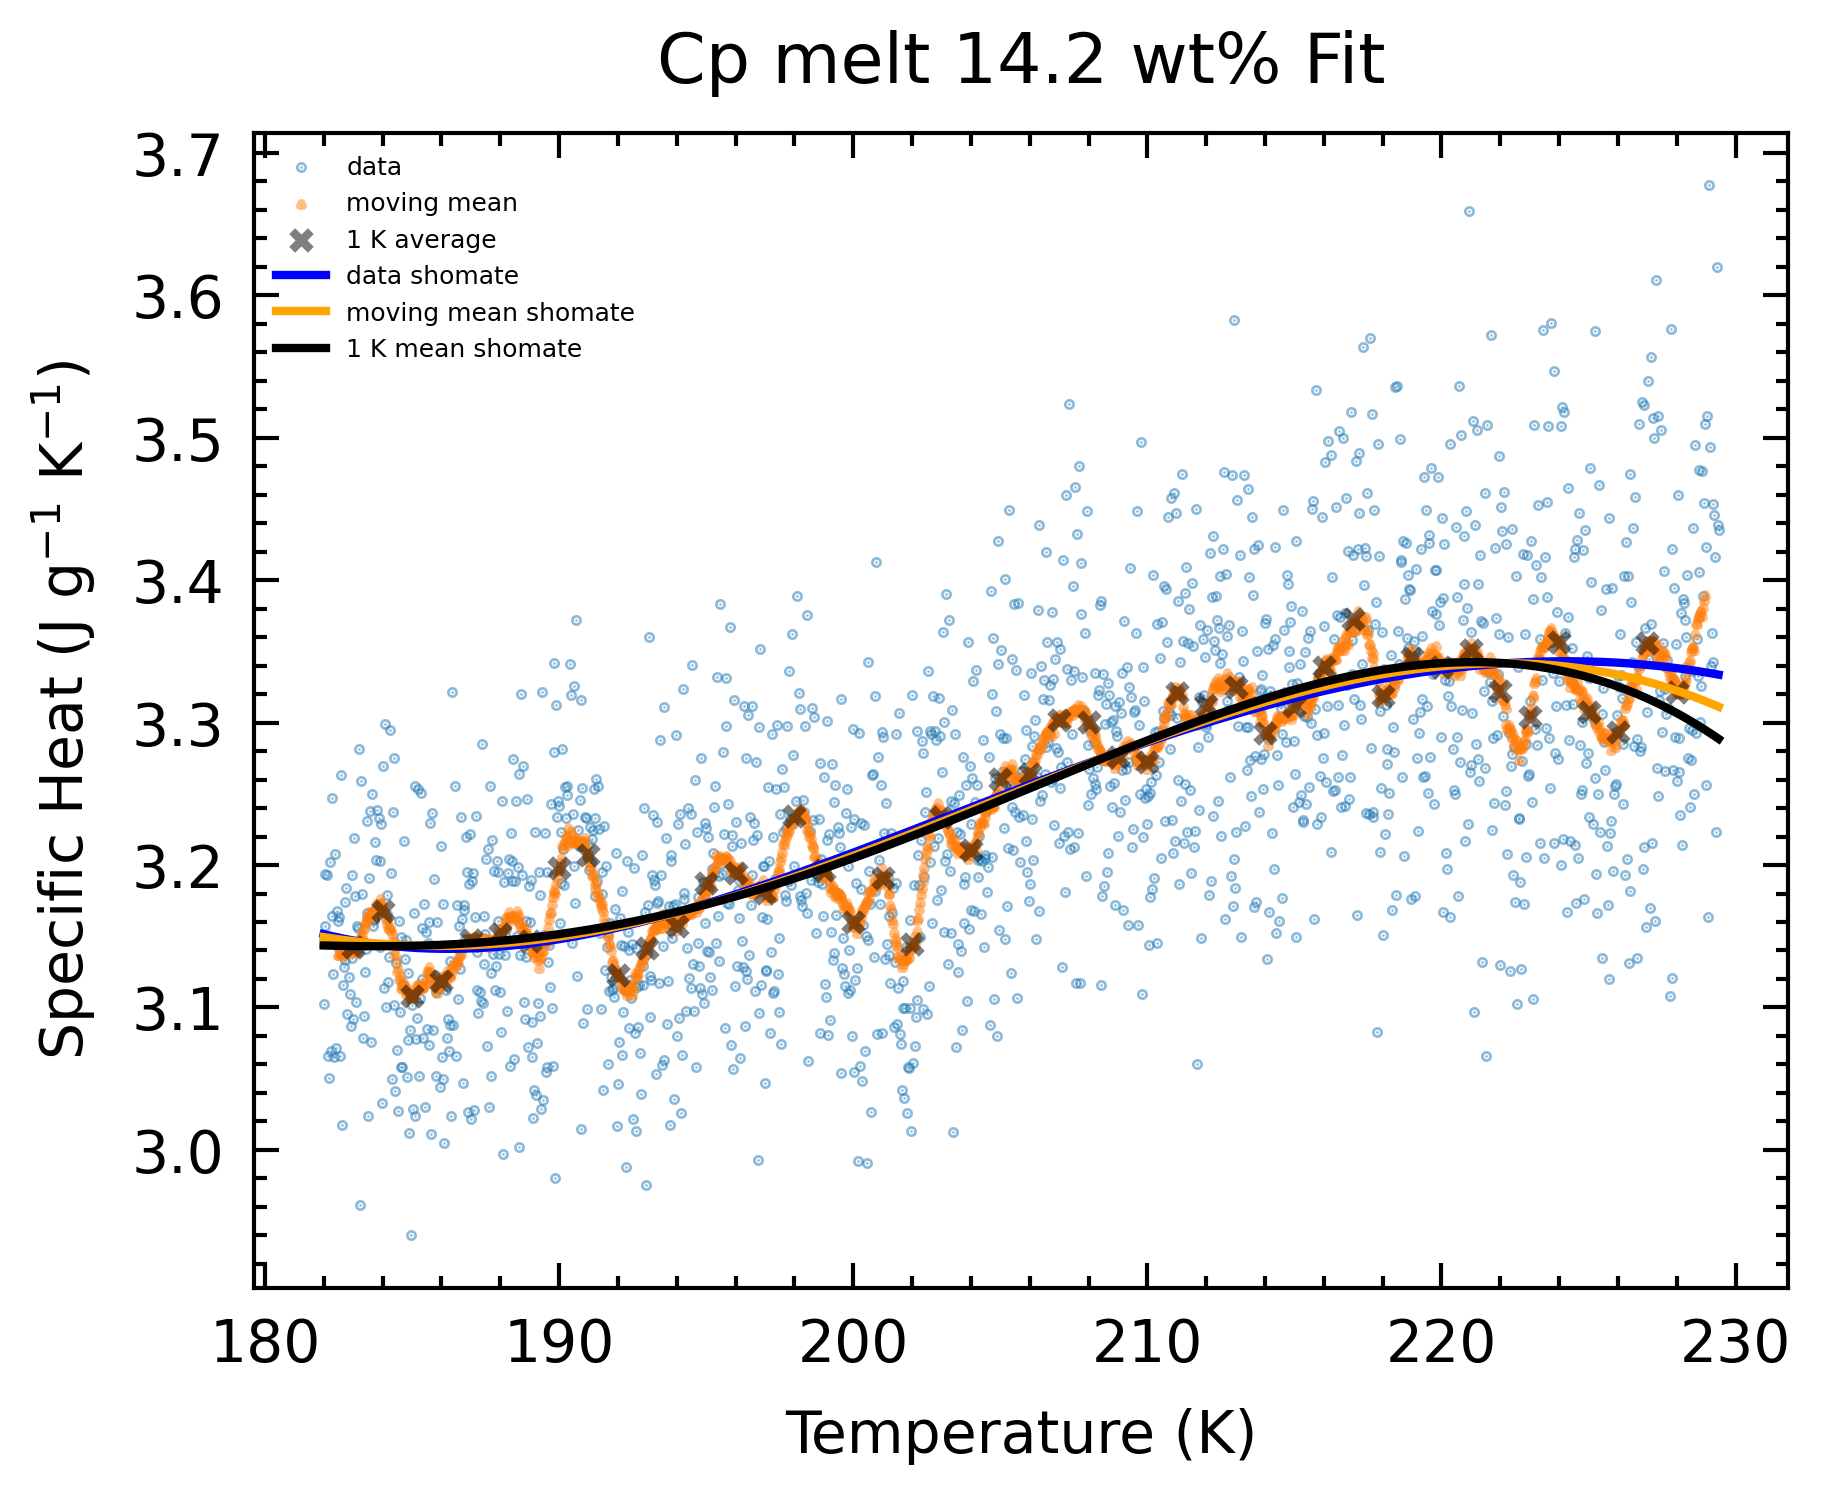 Cp melt 14.2 wt% Fit
3.7
3.6
3.5
3.4
3.3
3.2
3.1
3.0
Specific Heat (J g⁻¹ K⁻¹)
data
moving mean
1 K average
data shomate
moving mean shomate
1 K mean shomate
180 190 200 210 220 230
Temperature (K)